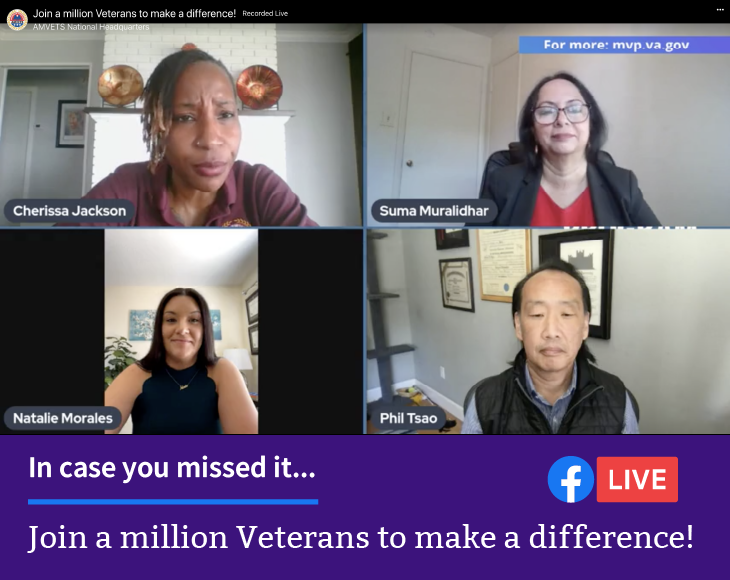 Join a million Veterans to make a difference! Recorded Live
AMVETS National Headquarters
For more: mvp.va.gov
Cherissa Jackson
Suma Muralidhar
Natalie Morales
Phil Tsao
In case you missed it...
f LIVE
Join a million Veterans to make a difference!